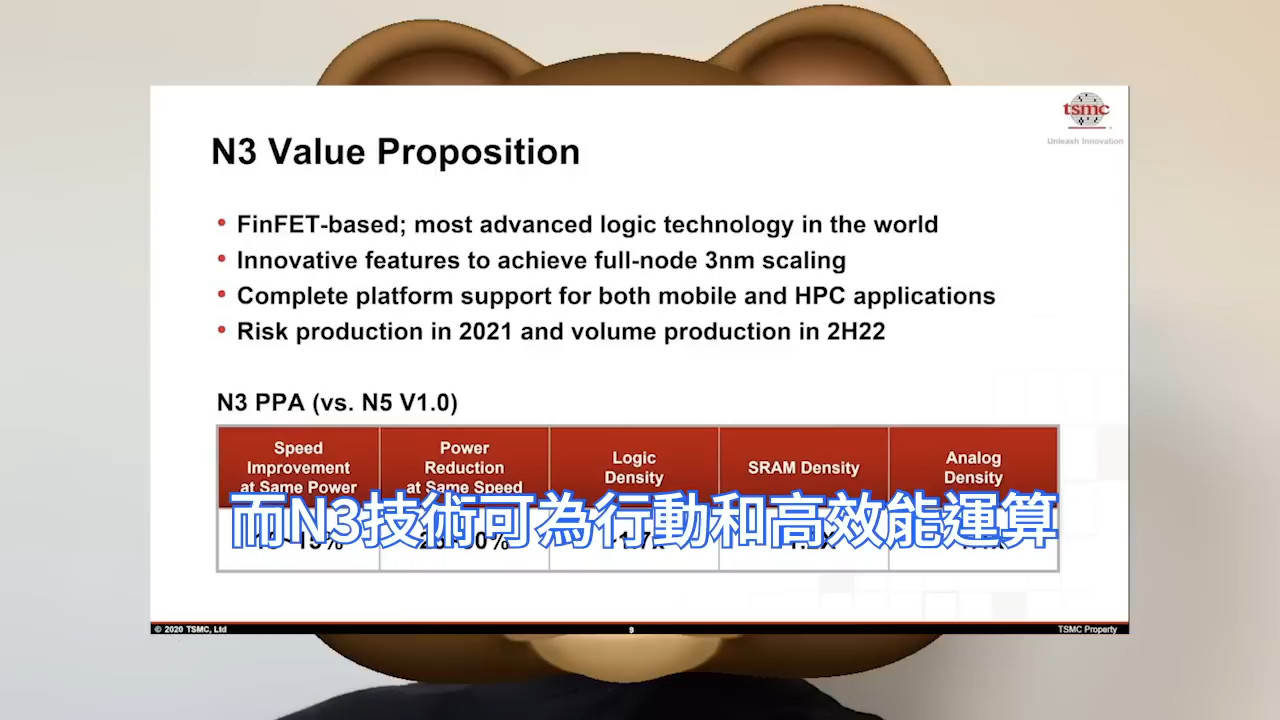 tsmc
Unleash Innovation
N3 Value Proposition
• FinFET-based; most advanced logic technology in the world
• Innovative features to achieve full-node 3nm scaling
• Complete platform support for both mobile and HPC applications
• Risk production in 2021 and volume production in 2H22
N3 PPA (vs. N5 V1.0)
Speed
Improvement
at Same Power
Power
Reduction
at Same Speed
Logic
Density
SRAM Density
Analog
Density
而N3技術可為行動和高效能運算
© 2020 TSMC, Ltd
9
TSMC Property